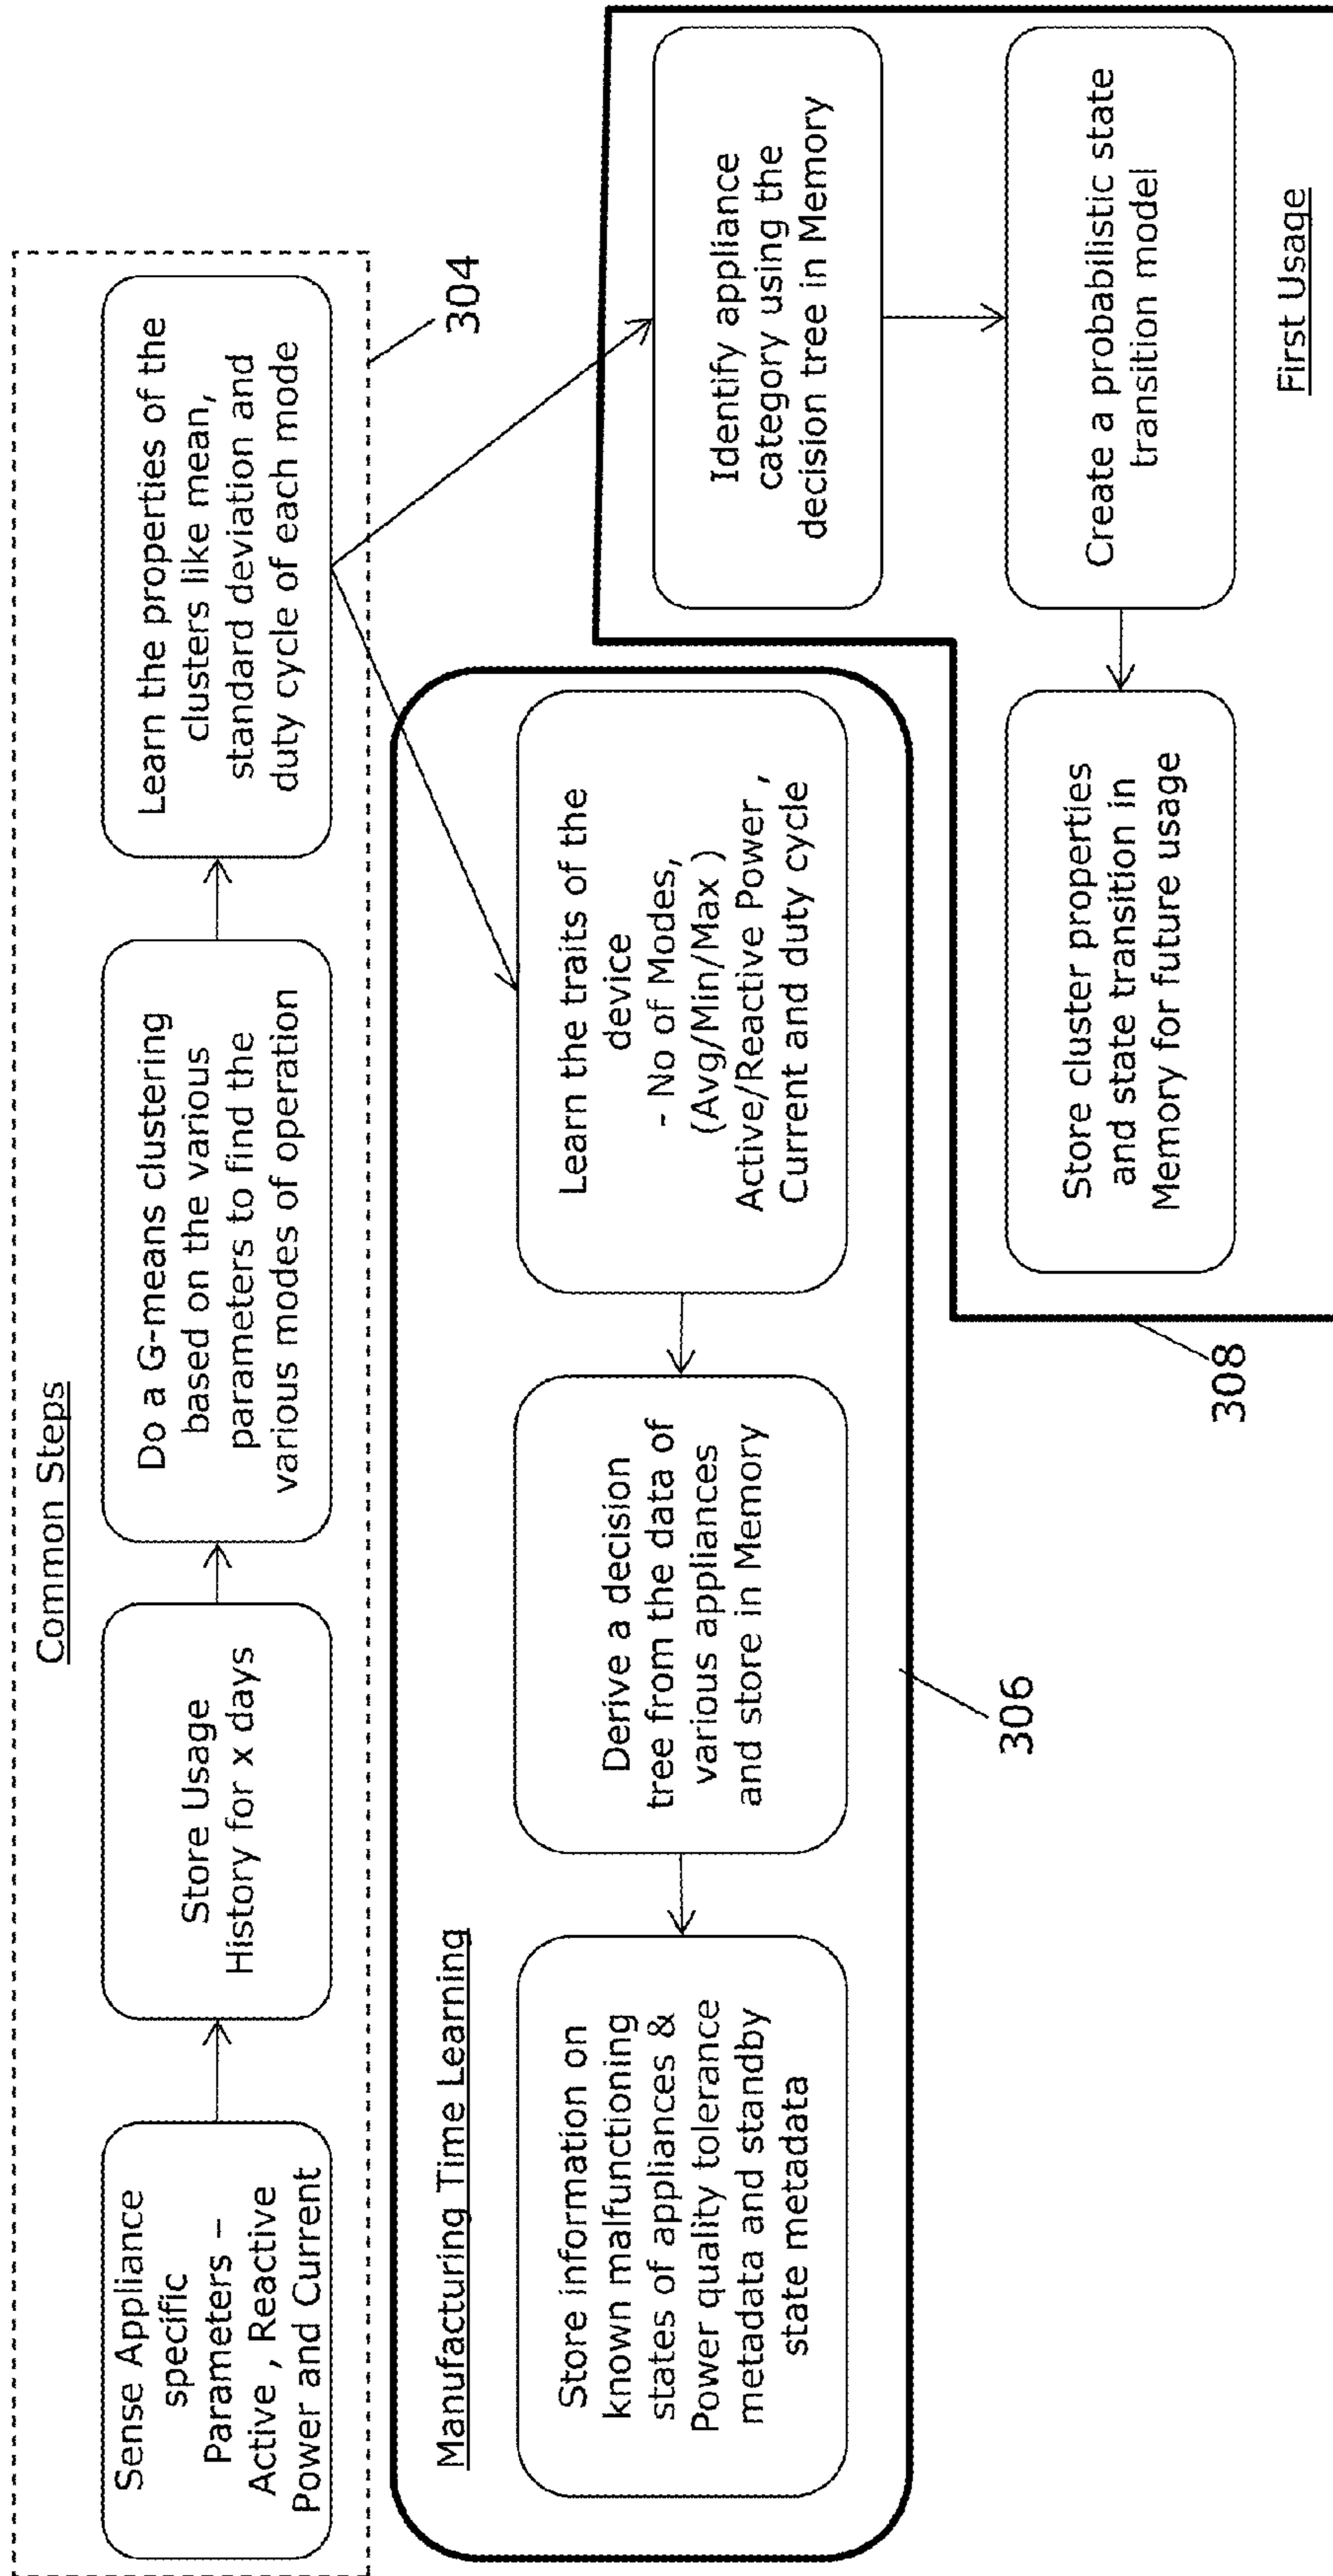 Common Steps
Sense Appliance
specific
Parameters –
Active , Reactive
Power and Current
Store Usage
History for x days
Do a G-means clustering
based on the various
parameters to find the
various modes of operation
Learn the properties of the
clusters like mean,
standard deviation and
duty cycle of each mode
304
Manufacturing Time Learning
Store information on
known malfunctioning
states of appliances &
Power quality tolerance
metadata and standby
state metadata
Derive a decision
tree from the data of
various appliances
and store in Memory
Learn the traits of the
device
- No of Modes,
(Avg/Min/Max )
Active/Reactive Power ,
Current and duty cycle
306
Identify appliance
category using the
decision tree in Memory
Create a probabilistic state
transition model
Store cluster properties
and state transition in
Memory for future usage
308
First Usage